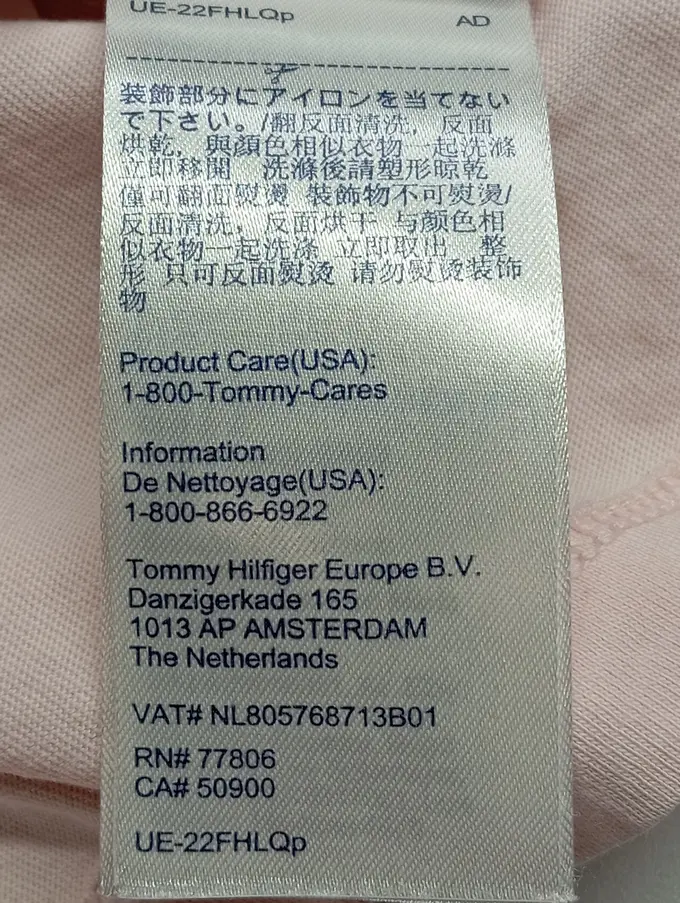 UE-22FHLQp AD
装飾部分にアイロンを当てない
で下さい。/翻反面清洗, 反面
烘乾, 與顏色相似衣物一起洗滌
立即移開 洗滌後請塑形晾乾
僅可翻面熨燙 裝飾物不可熨燙/
反面清洗, 反面烘干 与颜色相
似衣物一起洗涤 立即取出 整
形 只可反面熨烫 请勿熨烫装饰
物
Product Care(USA):
1-800-Tommy-Cares
Information
De Nettoyage(USA):
1-800-866-6922
Tommy Hilfiger Europe B.V.
Danzigerkade 165
1013 AP AMSTERDAM
The Netherlands
VAT# NL805768713B01
RN# 77806
CA# 50900
UE-22FHLQp